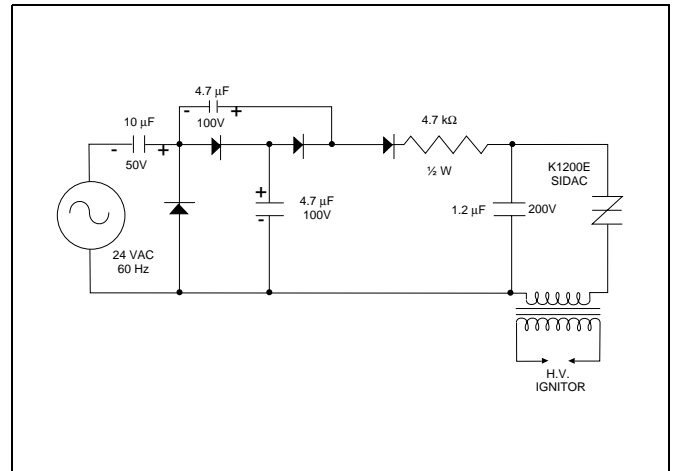 4.7 μF
- +
100V
10 μF
- +
50V
4.7 kΩ
½ W
K1200E
SIDAC
+
4.7 μF
100V
-
1.2 μF 200V
24 VAC
60 Hz
H.V.
IGNITOR